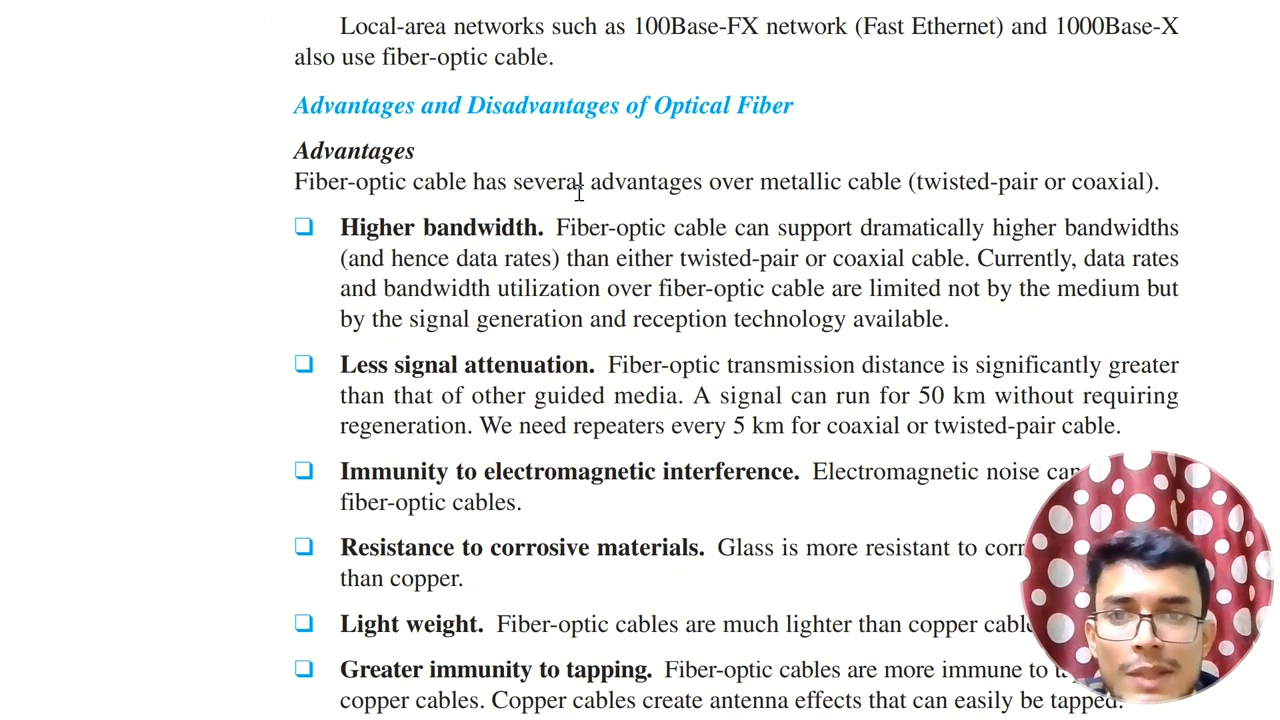 Local-area networks such as 100Base-FX network (Fast Ethernet) and 1000Base-X
also use fiber-optic cable.
Advantages and Disadvantages of Optical Fiber
Advantages
Fiber-optic cable has several advantages over metallic cable (twisted-pair or coaxial).
❑ Higher bandwidth. Fiber-optic cable can support dramatically higher bandwidths
(and hence data rates) than either twisted-pair or coaxial cable. Currently, data rates
and bandwidth utilization over fiber-optic cable are limited not by the medium but
by the signal generation and reception technology available.
❑ Less signal attenuation. Fiber-optic transmission distance is significantly greater
than that of other guided media. A signal can run for 50 km without requiring
regeneration. We need repeaters every 5 km for coaxial or twisted-pair cable.
❑ Immunity to electromagnetic interference. Electromagnetic noise
fiber-optic cables.
❑ Resistance to corrosive materials. Glass is more resistant to
than copper.
❑ Light weight. Fiber-optic cables are much lighter than copper
❑ Greater immunity to tapping. Fiber-optic cables are more immune to
copper cables. Copper cables create antenna effects that can easily be tapped.